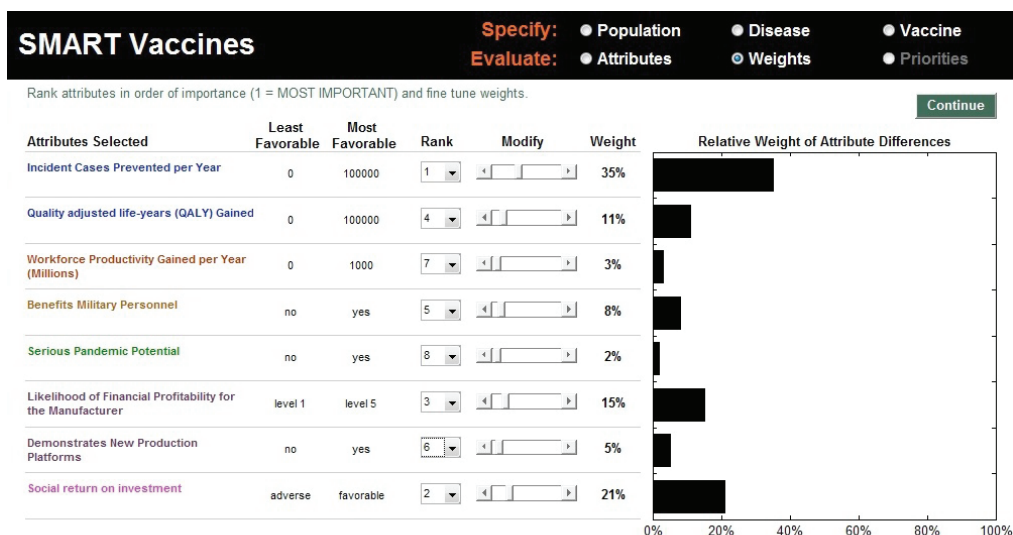 SMART Vaccines
Specify: Population Disease Vaccine
Evaluate: Attributes Weights Priorities
Rank attributes in order of importance (1 = MOST IMPORTANT) and fine tune weights.
Continue
Attributes Selected Least Favorable Most Favorable Rank Modify Weight Relative Weight of Attribute Differences
Incident Cases Prevented per Year 0 100000 1 35%
Quality adjusted life-years (QALY) Gained 0 100000 4 11%
Workforce Productivity Gained per Year
(Millions) 0 1000 7 3%
Benefits Military Personnel no yes 5 8%
Serious Pandemic Potential no yes 8 2%
Likelihood of Financial Profitability for
the Manufacturer level 1 level 5 3 15%
Demonstrates New Production
Platforms no yes 6 5%
Social return on investment adverse favorable 2 21%
0% 20% 40% 60% 80% 100%